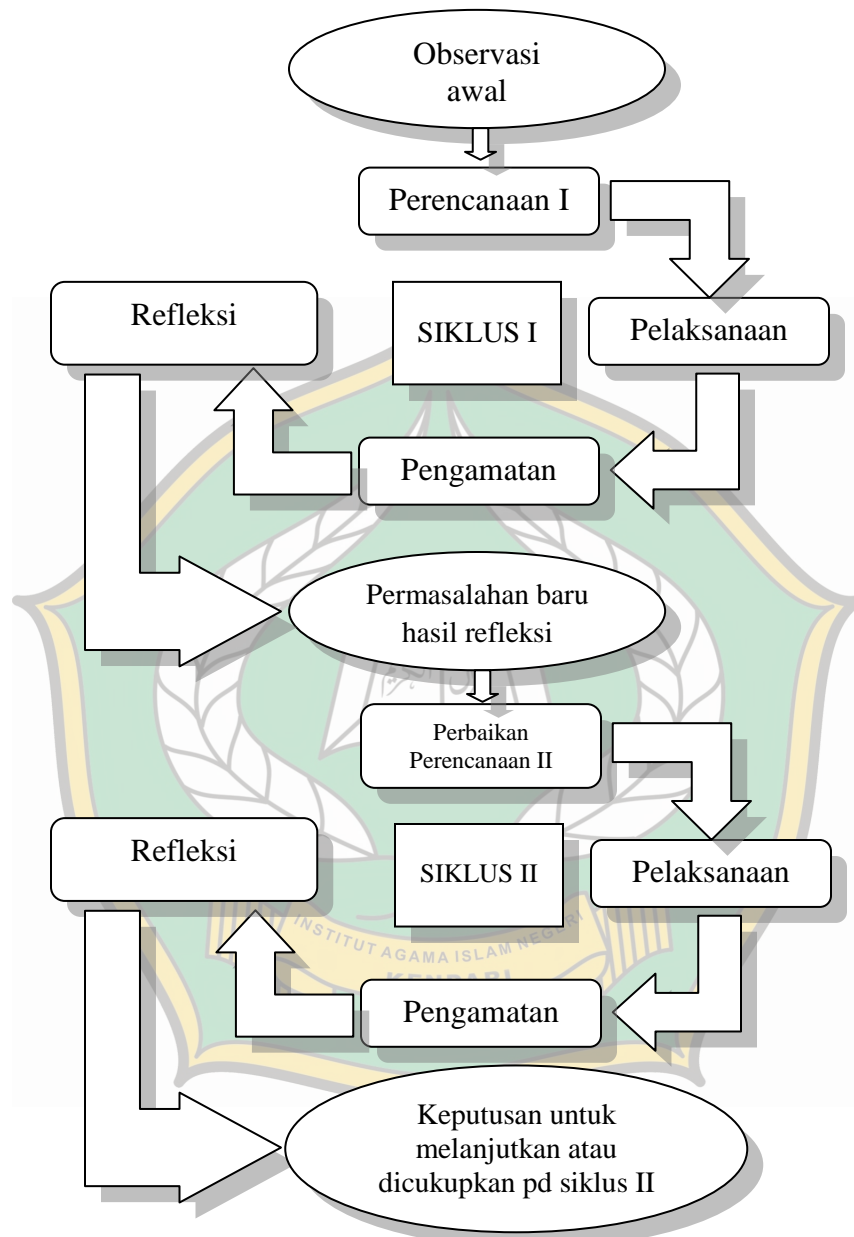 Observasi
awal
Perencanaan I
Refleksi
SIKLUS I
Pelaksanaan
Pengamatan
Permasalahan baru
hasil refleksi
Perbaikan
Perencanaan II
Refleksi
SIKLUS II
Pelaksanaan
INSTITUT AGAMA ISLAM NEGERI
KENDARI
Pengamatan
Keputusan untuk
melanjutkan atau
dicukupkan pd siklus II